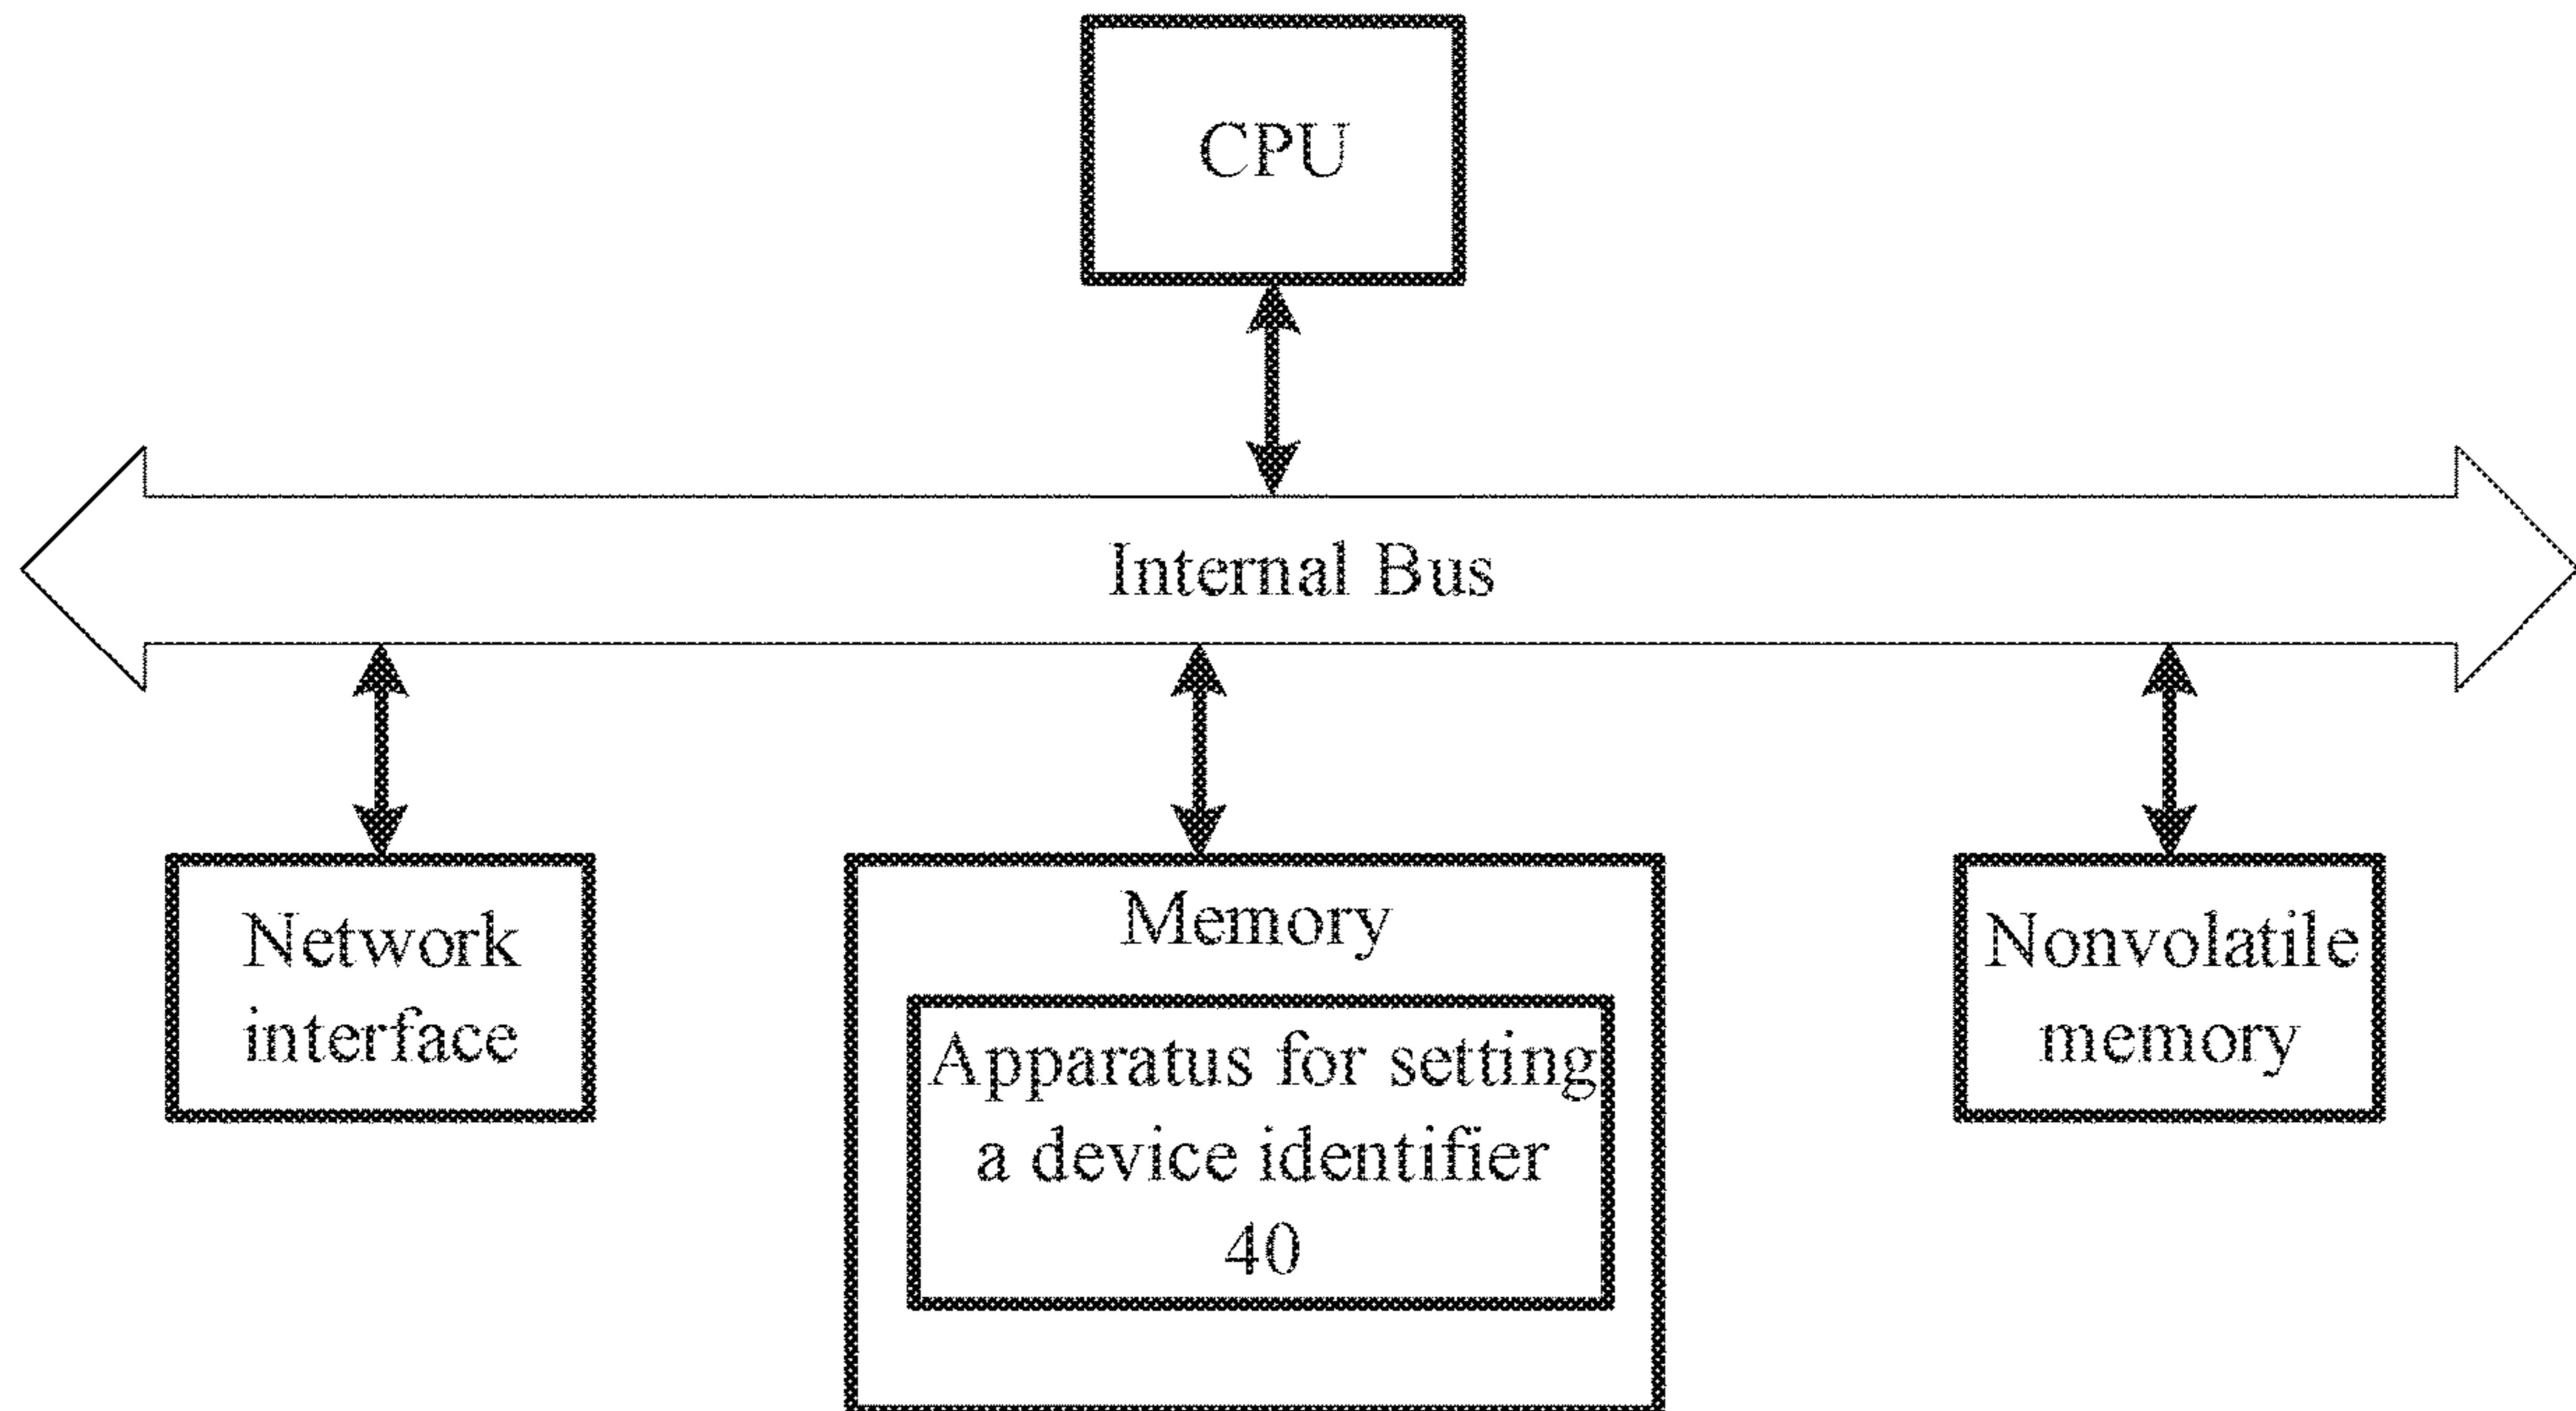 CPU
Internal Bus
Network
interface
Memory
Apparatus for setting
a device identifier
40
Nonvolatile
memory